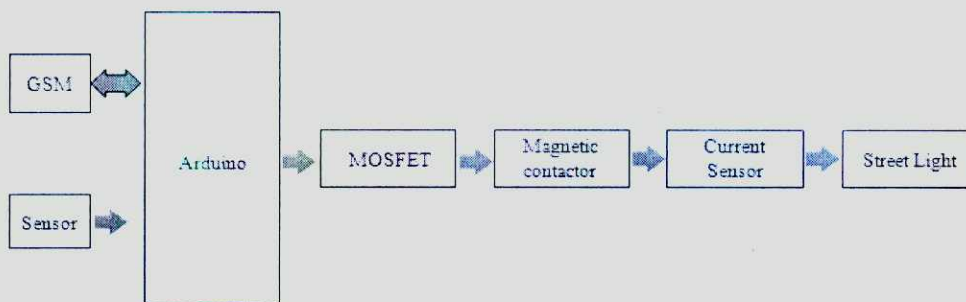 GSM
Sensor
Arduino
MOSFET
Magnetic
contactor
Current
Sensor
Street Light